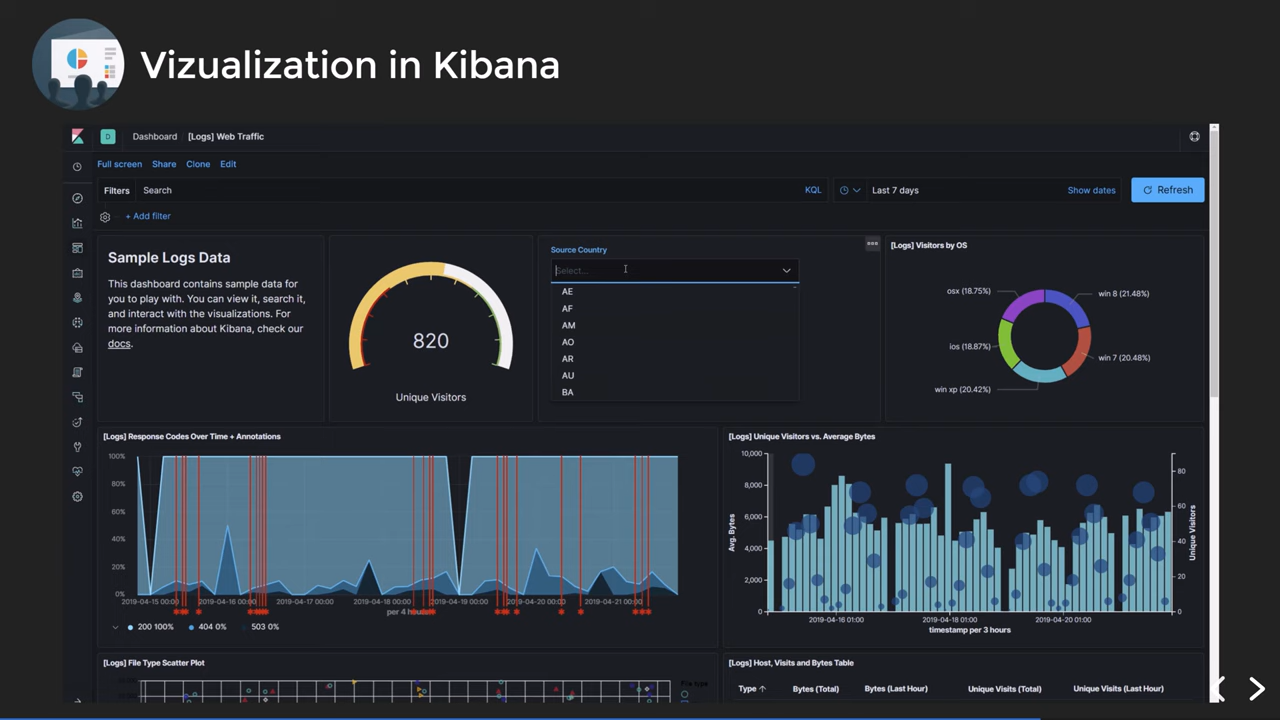 Vizualization in Kibana
D Dashboard [Logs] Web Traffic
Full screen Share Clone Edit
Filters Search KQL Last 7 days Show dates Refresh
+ Add filter
Sample Logs Data
This dashboard contains sample data for
you to play with. You can view it, search it,
and interact with the visualizations. For
more information about Kibana, check our
docs.
820
Unique Visitors
Source Country
Select...
AE
AF
AM
AO
AR
AU
BA
[Logs] Visitors by OS
osx (18.75%)
win 8 (21.48%)
ios (18.87%)
win 7 (20.48%)
win xp (20.42%)
[Logs] Response Codes Over Time + Annotations
100%
80%
60%
40%
20%
0%
2019-04-15 00:00 2019-04-16 00:00 2019-04-17 00:00 2019-04-18 00:00 2019-04-19 00:00 2019-04-20 00:00 2019-04-21 00:00
per 4 hours
200 100% 404 0% 503 0%
[Logs] Unique Visitors vs. Average Bytes
10,000
8,000
6,000
4,000
2,000
0
Avg. Bytes
80
60
40
20
0
Unique Visitors
2019-04-16 01:00 2019-04-18 01:00 2019-04-20 01:00
timestamp per 3 hours
[Logs] File Type Scatter Plot
File type
[Logs] Host, Visits and Bytes Table
Type Bytes (Total) Bytes (Last Hour) Unique Visits (Total) Unique Visits (Last Hour)